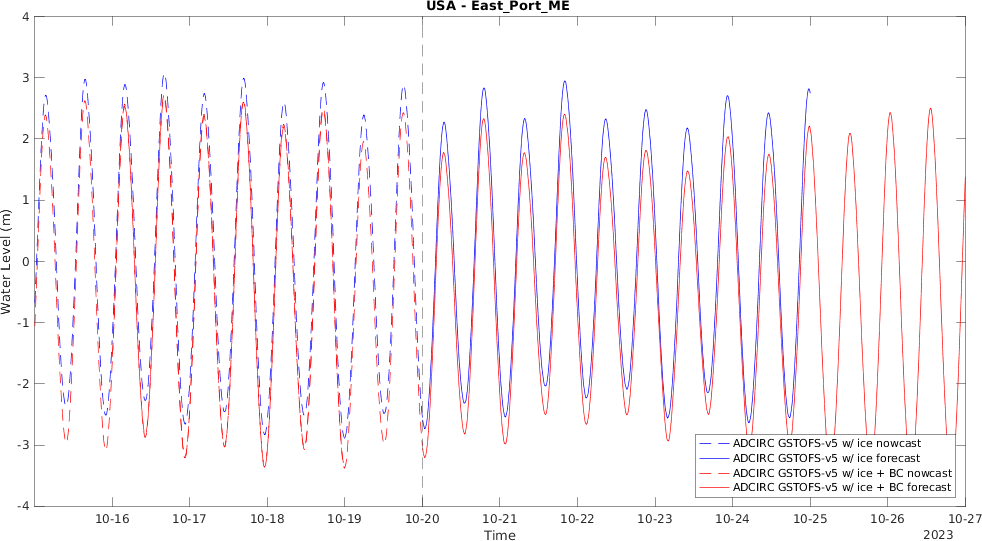 USA - East_Port_ME
4
3
2
1
0
-1
-2
-3
-4
Water Level (m)
ADCIRC GSTOFS-v5 w/ ice nowcast
ADCIRC GSTOFS-v5 w/ ice forecast
ADCIRC GSTOFS-v5 w/ ice + BC nowcast
ADCIRC GSTOFS-v5 w/ ice + BC forecast
10-16 10-17 10-18 10-19 10-20 10-21 10-22 10-23 10-24 10-25 10-26 10-27
Time
2023